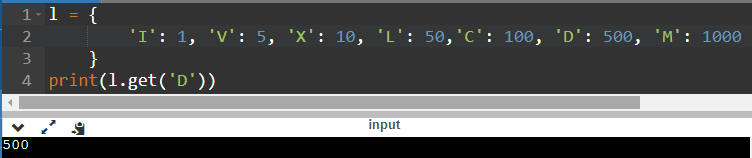 1 l = {
2 'I': 1, 'V': 5, 'X': 10, 'L': 50,'C': 100, 'D': 500, 'M': 1000
3 }
4 print(l.get('D'))
input
500